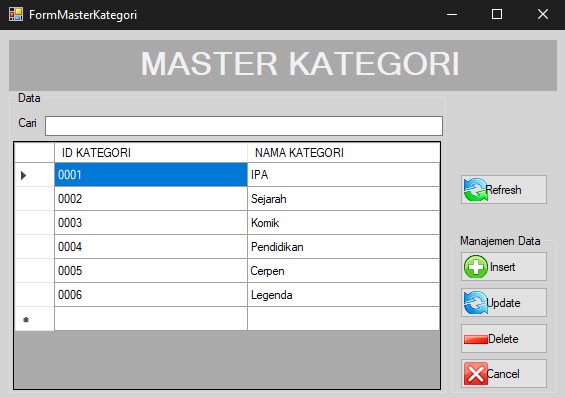 FormMasterKategori
MASTER KATEGORI
Data
Cari
ID KATEGORI NAMA KATEGORI
0001 IPA
0002 Sejarah
0003 Komik
0004 Pendidikan
0005 Cerpen
0006 Legenda
Refresh
Manajemen Data
Insert
Update
Delete
Cancel